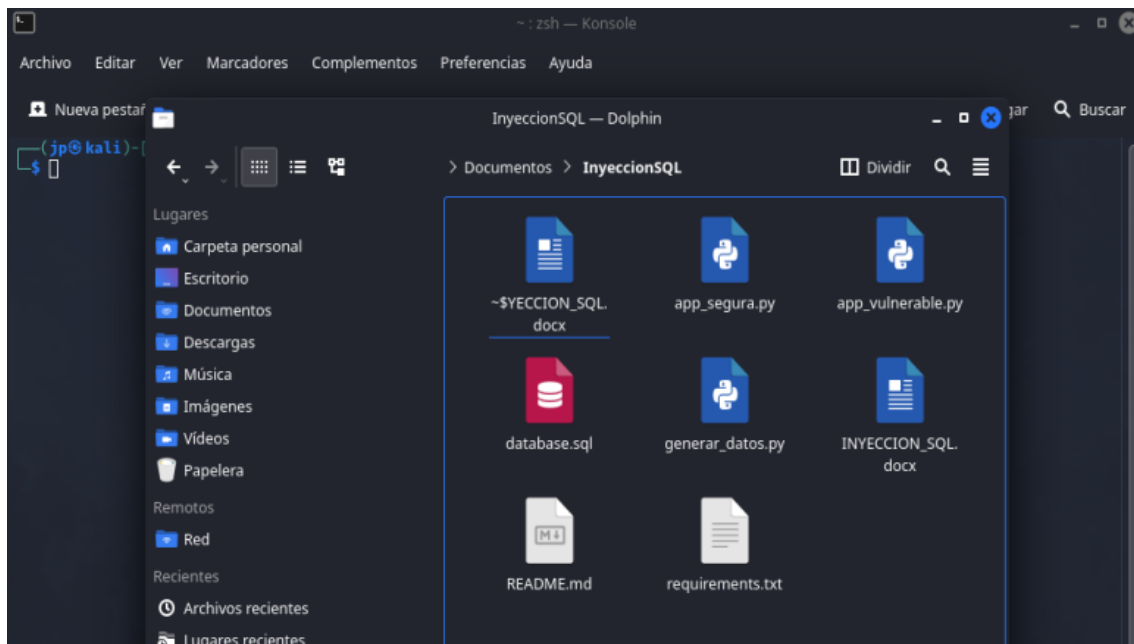 ~ : zsh — Konsole
Archivo Editar Ver Marcadores Complementos Preferencias Ayuda
Nueva pestañ
gar Buscar
(jp㉿kali)-[
$
InyeccionSQL — Dolphin
> Documentos > InyeccionSQL
Dividir
Lugares
Carpeta personal
Escritorio
Documentos
Descargas
Música
Imágenes
Vídeos
Papelera
Remotos
Red
Recientes
Archivos recientes
Lugares recientes
~$YECCION_SQL.
docx
app_segura.py
app_vulnerable.py
database.sql
generar_datos.py
INYECCION_SQL.
docx
README.md
requirements.txt